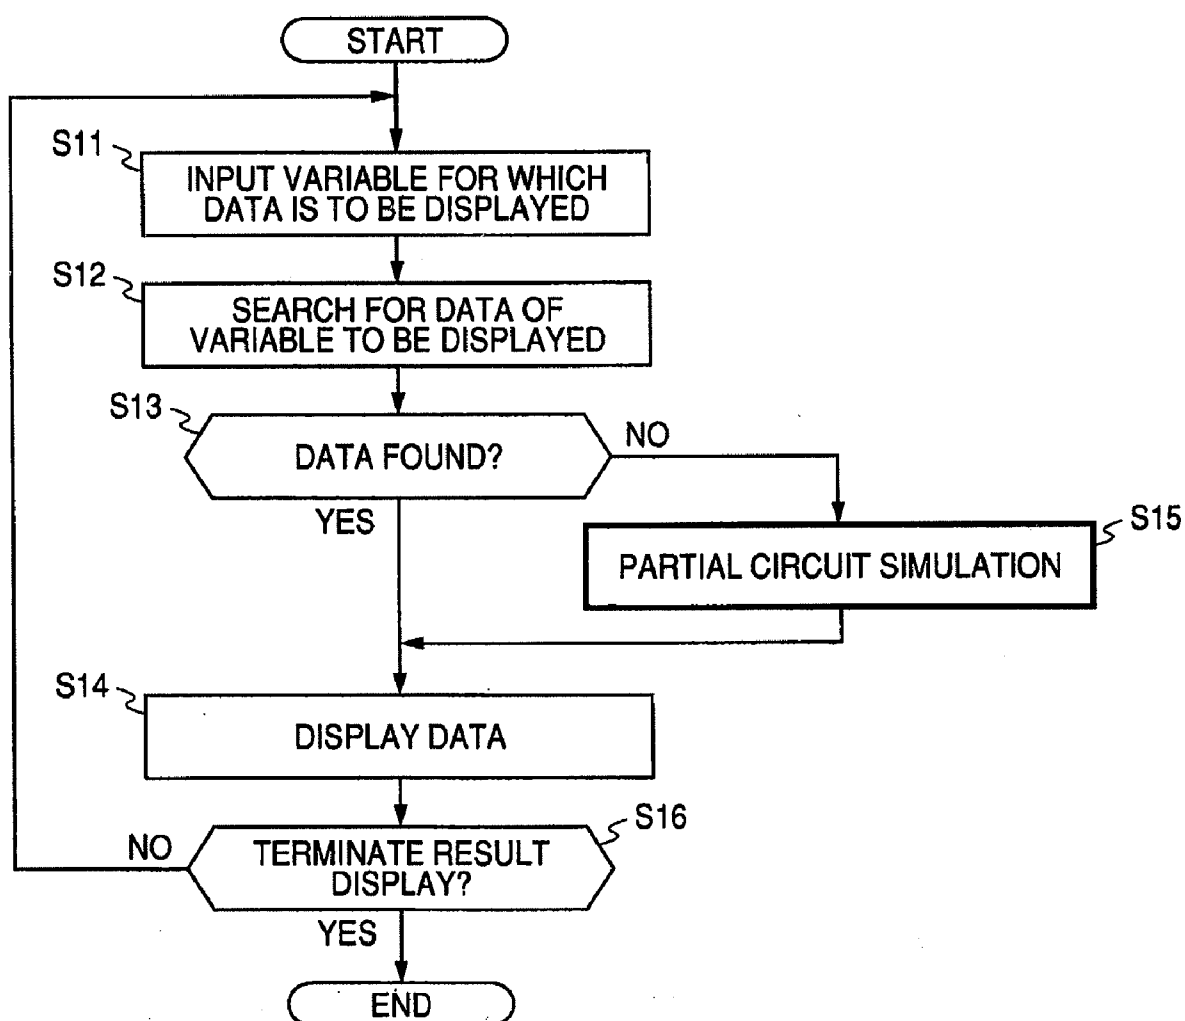 START
S11
INPUT VARIABLE FOR WHICH
DATA IS TO BE DISPLAYED
S12
SEARCH FOR DATA OF
VARIABLE TO BE DISPLAYED
S13
DATA FOUND?
NO
YES
S15
PARTIAL CIRCUIT SIMULATION
S14
DISPLAY DATA
S16
NO
TERMINATE RESULT
DISPLAY?
YES
END